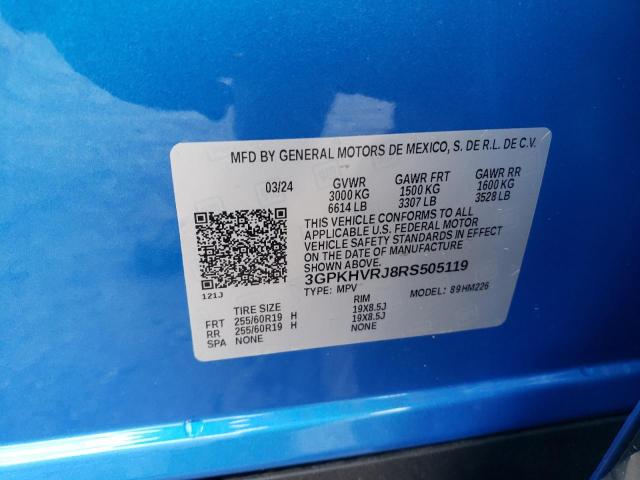 MFD BY GENERAL MOTORS DE MEXICO, S. DE R.L. DE C.V.
03/24 GVWR GAWR FRT GAWR RR
3000 KG 1500 KG 1600 KG
6614 LB 3307 LB 3528 LB
THIS VEHICLE CONFORMS TO ALL
APPLICABLE U.S. FEDERAL MOTOR
VEHICLE SAFETY STANDARDS IN EFFECT
ON THE DATE OF MANUFACTURE
SHOWN ABOVE.
3GPKHVRJ8RS505119
TYPE: MPV MODEL: 89HM226
121J
TIRE SIZE RIM
FRT 255/60R19 H 19X8.5J
RR 255/60R19 H 19X8.5J
SPA NONE NONE